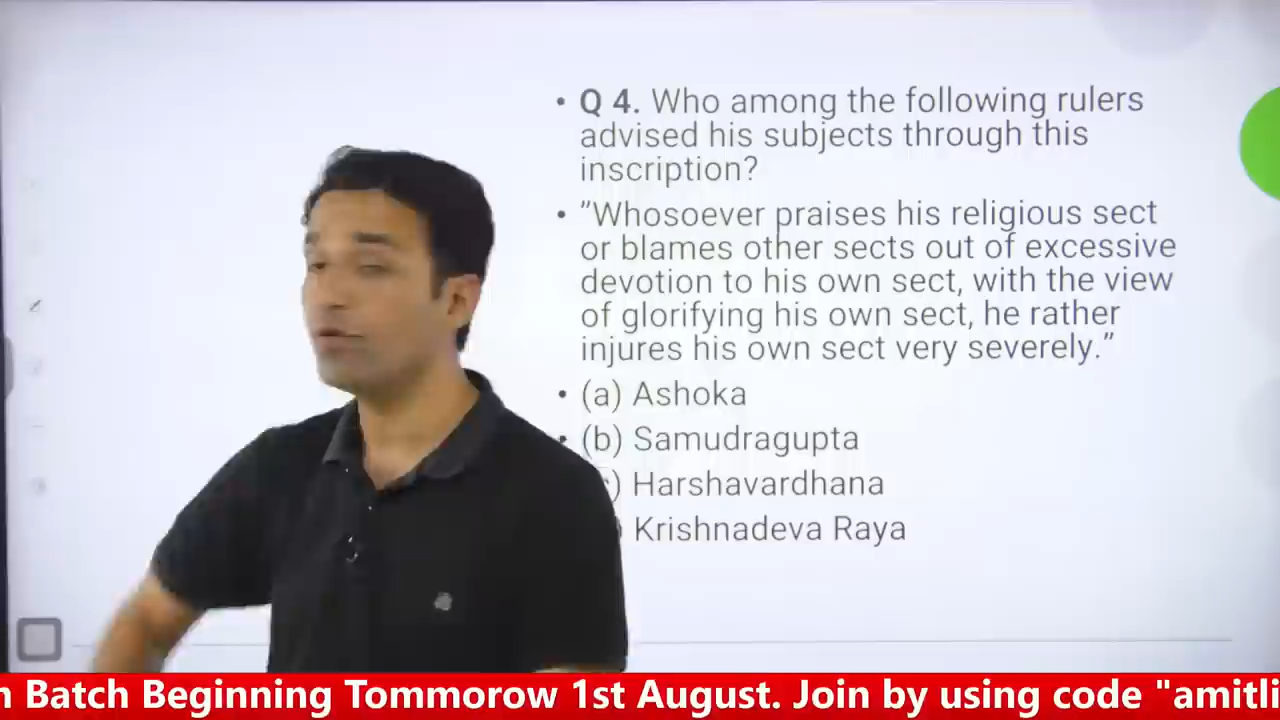 • Q 4. Who among the following rulers
advised his subjects through this
inscription?
• ”Whosoever praises his religious sect
or blames other sects out of excessive
devotion to his own sect, with the view
of glorifying his own sect, he rather
injures his own sect very severely.”
• (a) Ashoka
• (b) Samudragupta
) Harshavardhana
Krishnadeva Raya
Batch Beginning Tommorow 1st August. Join by using code "amitli